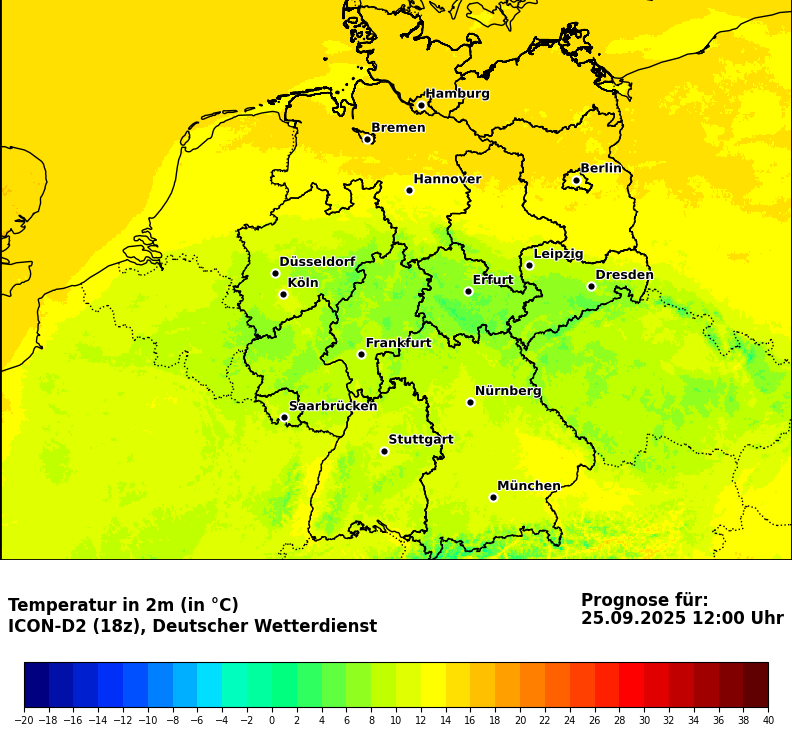 Hamburg
Bremen
Berlin
Hannover
Leipzig
Düsseldorf
Dresden
Köln
Erfurt
Frankfurt
Nürnberg
Saarbrücken
Stuttgart
München
Temperatur in 2m (in °C)
ICON-D2 (18z), Deutscher Wetterdienst
Prognose für:
25.09.2025 12:00 Uhr
−20 −18 −16 −14 −12 −10 −8 −6 −4 −2 0 2 4 6 8 10 12 14 16 18 20 22 24 26 28 30 32 34 36 38 40